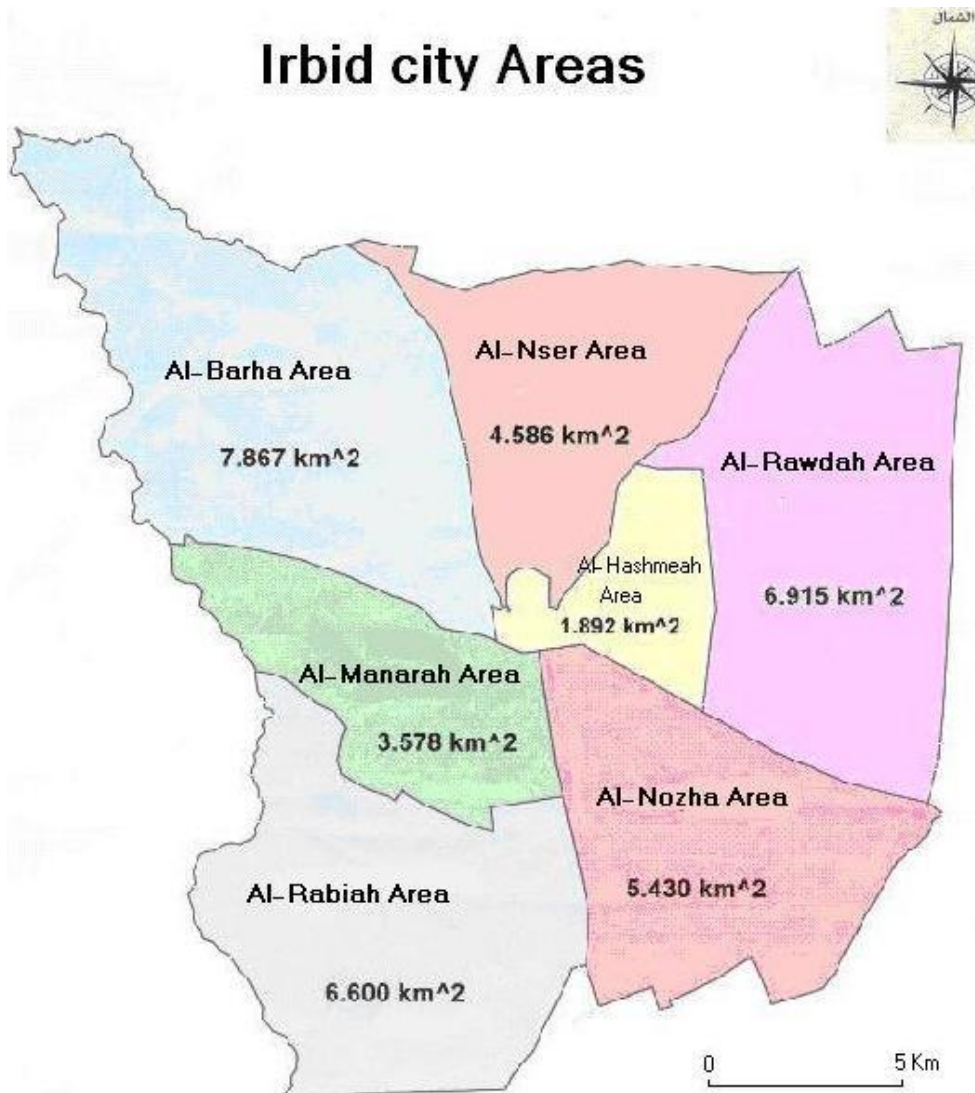 الشمال
Irbid city Areas
Al-Barha Area
7.867 km^2
Al-Nser Area
4.586 km^2
Al-Rawdah Area
6.915 km^2
Al-Hashmeah
Area
1.892 km^2
Al-Manarah Area
3.578 km^2
Al-Nozha Area
5.430 km^2
Al-Rabiah Area
6.600 km^2
0 5 Km